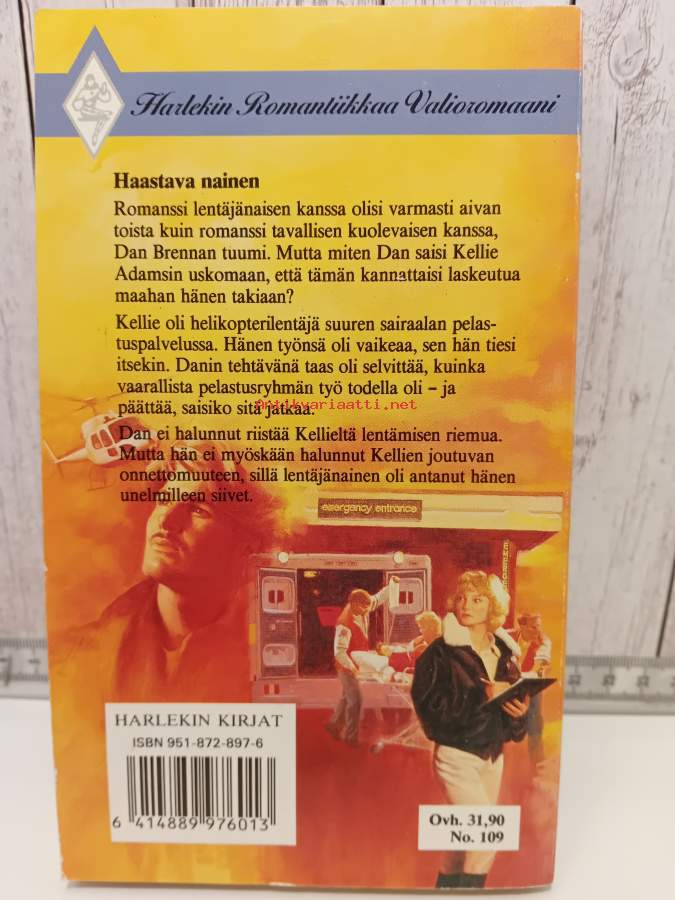 Harlekin Romantiikkaa Valioromaani
Haastava nainen
Romanssi lentäjänaisen kanssa olisi varmasti aivan
toista kuin romanssi tavallisen kuolevaisen kanssa,
Dan Brennan tuumi. Mutta miten Dan saisi Kellie
Adamsin uskomaan, että tämän kannattaisi laskeutua
maahan hänen takiaan?
Kellie oli helikopterilentäjä suuren sairaalan pelas-
tuspalvelussa. Hänen työnsä oli vaikeaa, sen hän tiesi
itsekin. Danin tehtävänä taas oli selvittää, kuinka
vaarallista pelastusryhmän työ todella oli – ja
päättää, saisiko sitä jatkaa.
Antikvariaatti.net
Dan ei halunnut riistää Kellieltä lentämisen riemua.
Mutta hän ei myöskään halunnut Kellien joutuvan
onnettomuuteen, sillä lentäjänainen oli antanut hänen
unelmilleen siivet.
emergency entrance
HARLEKIN KIRJAT
ISBN 951-872-897-6
6 414889 976013
Ovh. 31,90
No. 109